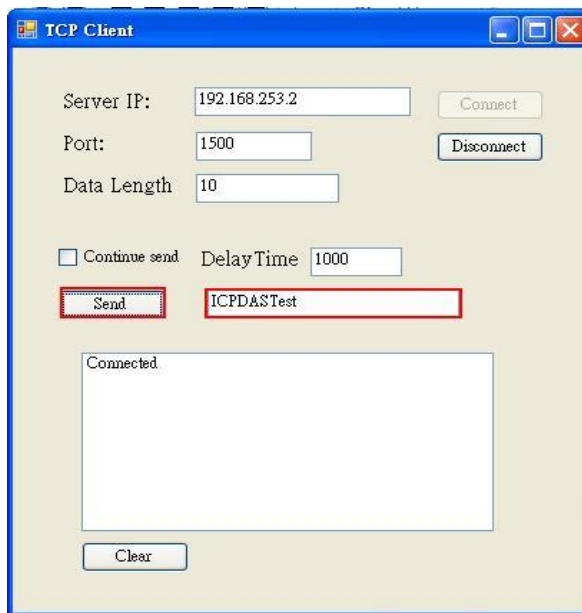 TCP Client
Server IP: 192.168.253.2 Connect
Port: 1500 Disconnect
Data Length 10
Continue send DelayTime 1000
Send ICPDASTest
Connected
Clear